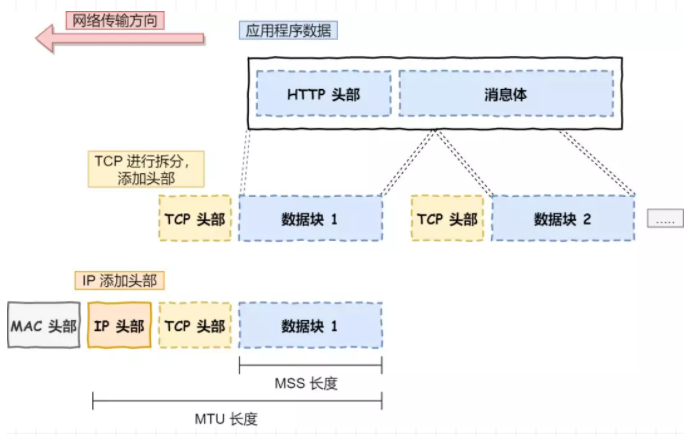 网络传输方向
应用程序数据
HTTP 头部
消息体
TCP 进行拆分，
添加头部
TCP 头部
数据块 1
TCP 头部
数据块 2
......
IP 添加头部
MAC 头部
IP 头部
TCP 头部
数据块 1
MSS 长度
MTU 长度